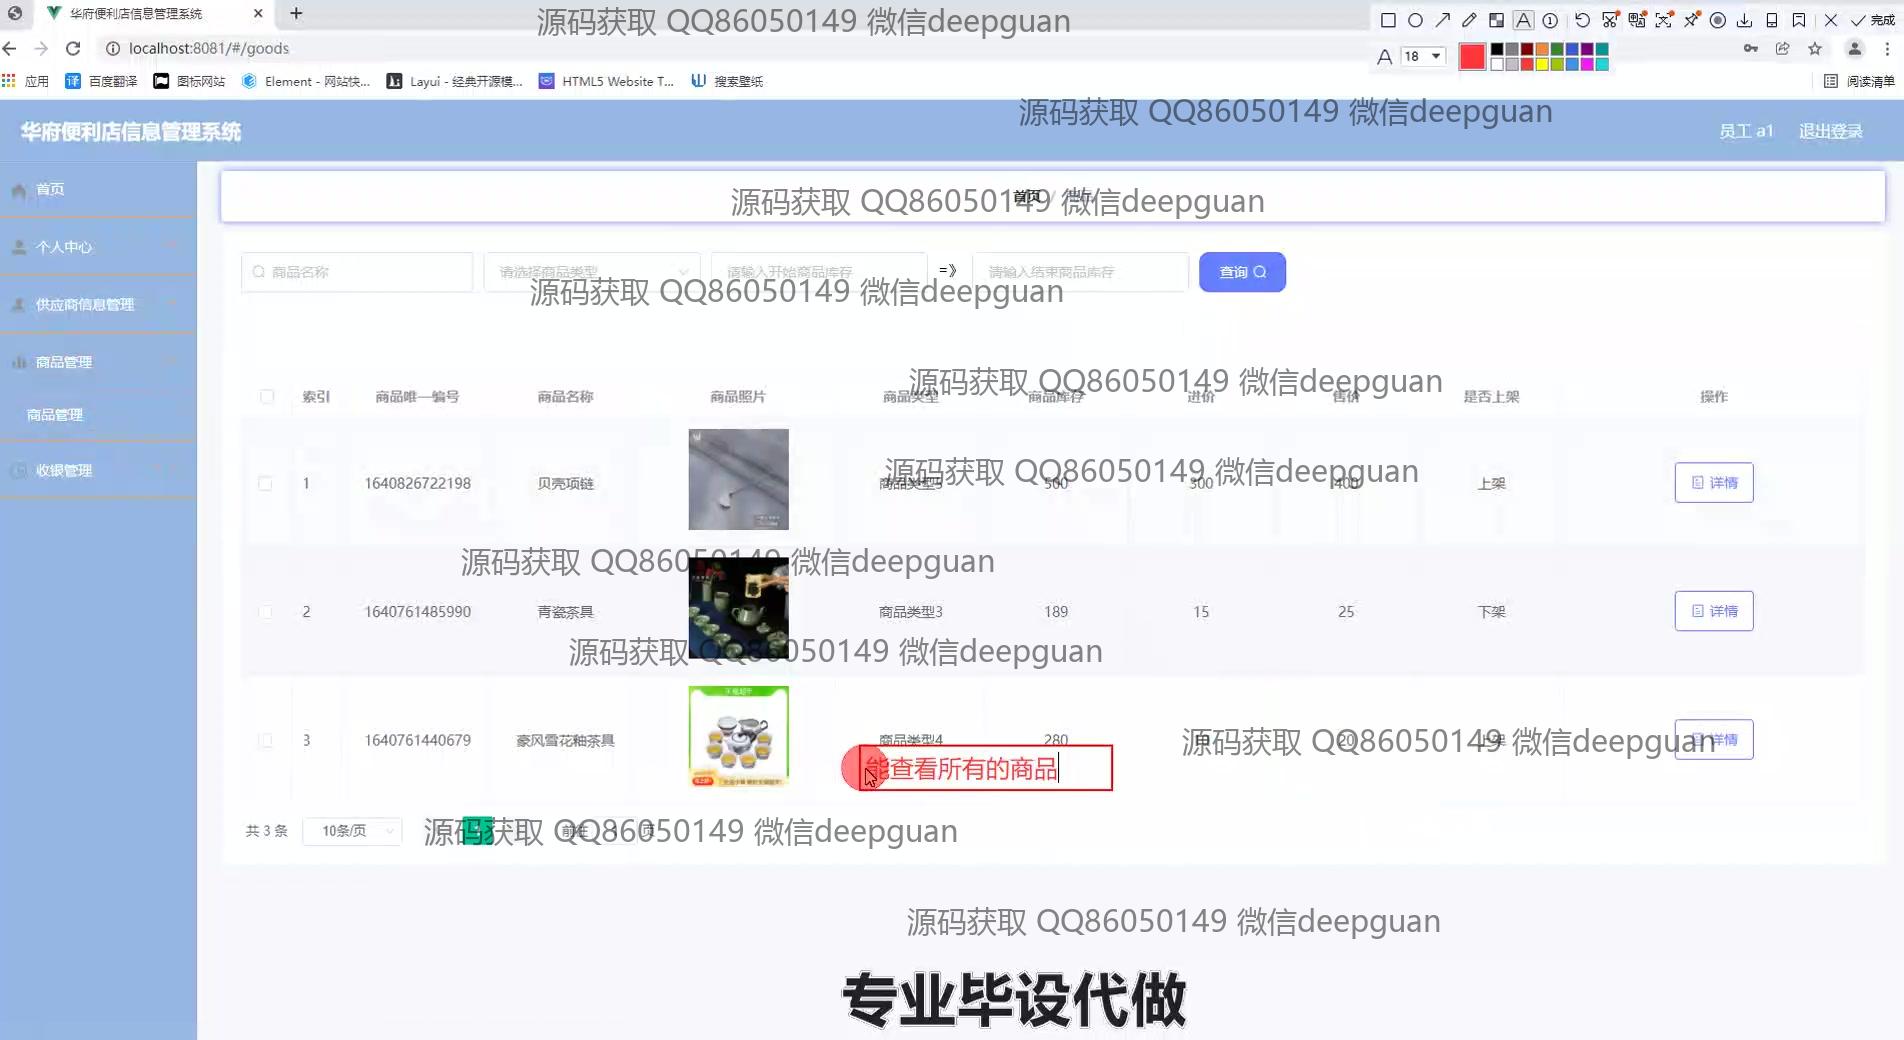 华府便利店信息管理系统
源码获取 QQ86050149 微信deepguan
完成
localhost:8081/#/goods
A 18
应用 百度翻译 图标网站 Element - 网站快... Layui - 经典开源模... HTML5 Website T... 搜索壁纸 阅读清单
源码获取 QQ86050149 微信deepguan
华府便利店信息管理系统 员工 a1 退出登录
首页
源码获取 QQ86050149 微信deepguan
首页 /
个人中心
商品名称 请选择商品类型 请输入开始商品库存 =》 请输入结束商品库存 查询
源码获取 QQ86050149 微信deepguan
供应商信息管理
商品管理
源码获取 QQ86050149 微信deepguan
索引 商品唯一编号 商品名称 商品照片 商品类型 商品库存 进价 售价 是否上架 操作
商品管理
收银管理
源码获取 QQ86050149 微信deepguan
1 1640826722198 贝壳项链 商品类型5 500 300 400 上架 详情
源码获取 QQ86050149 微信deepguan
2 1640761485990 青瓷茶具 商品类型3 189 15 25 下架 详情
源码获取 QQ86050149 微信deepguan
3 1640761440679 豪风雪花釉茶具 商品类型4 280 20 上架 详情
源码获取 QQ86050149 微信deepguan
能查看所有的商品
共 3 条 10条/页 前往 页
源码获取 QQ86050149 微信deepguan
源码获取 QQ86050149 微信deepguan
专业毕设代做